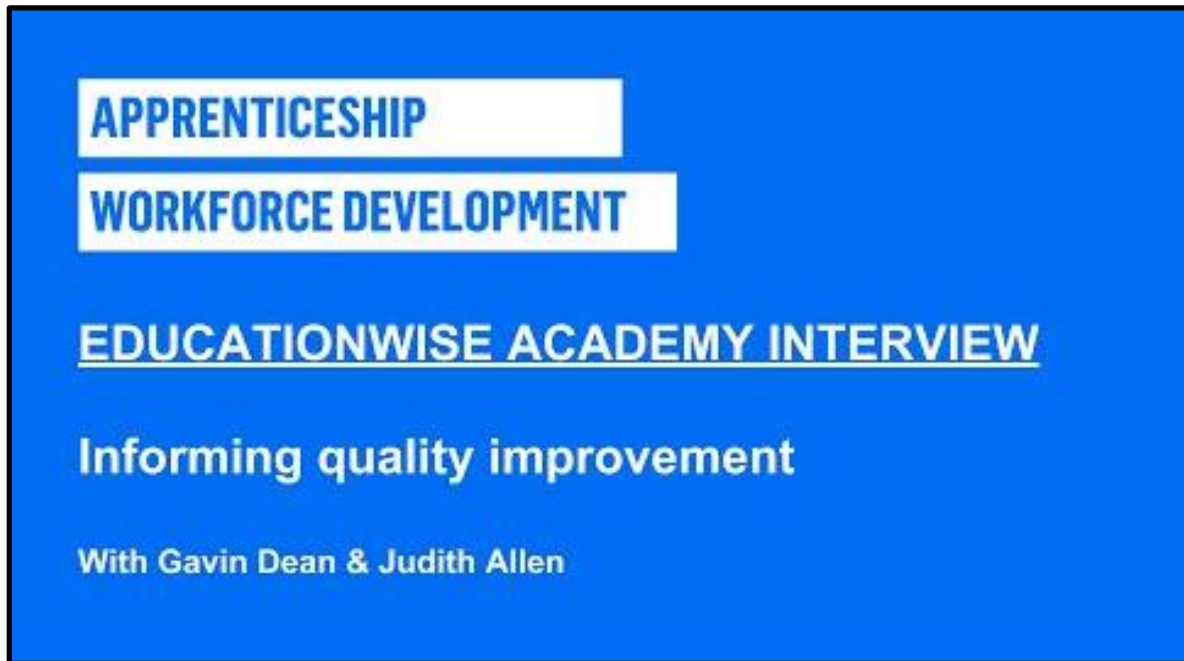 APPRENTICESHIP
WORKFORCE DEVELOPMENT
EDUCATIONWISE ACADEMY INTERVIEW
Informing quality improvement
With Gavin Dean & Judith Allen